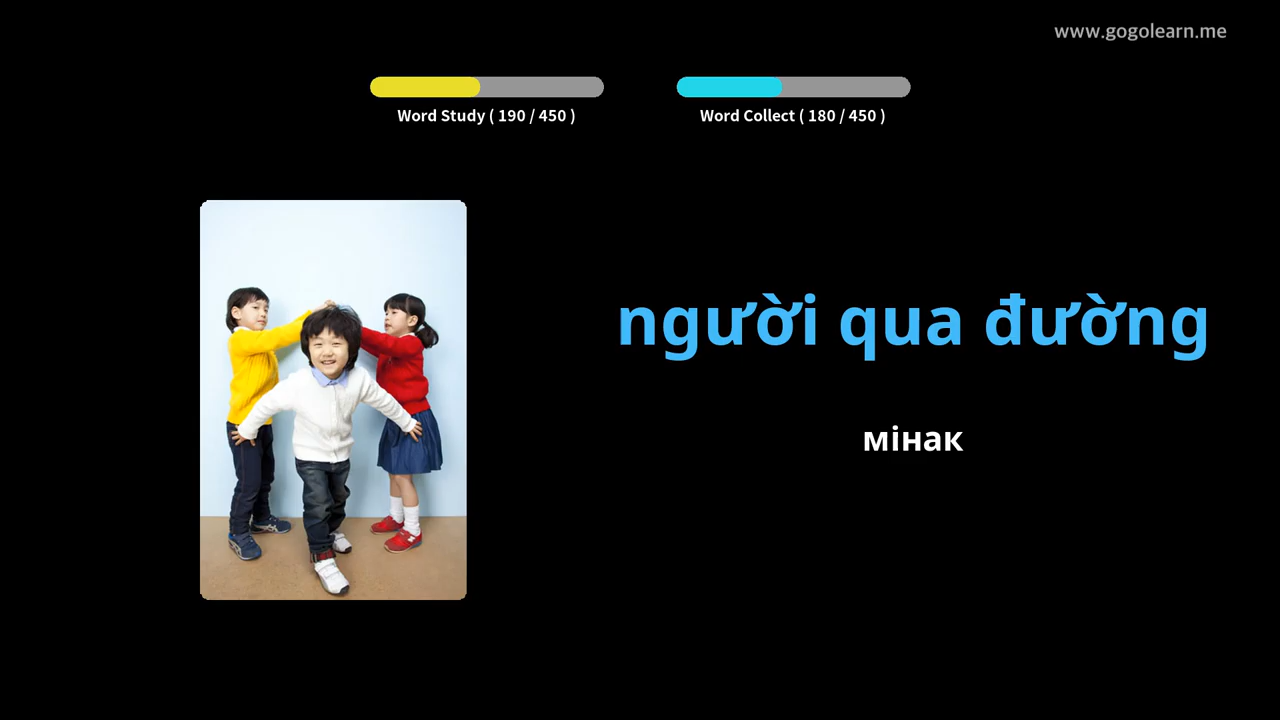 www.gogolearn.me
Word Study ( 190 / 450 )
Word Collect ( 180 / 450 )
người qua đường
мінак